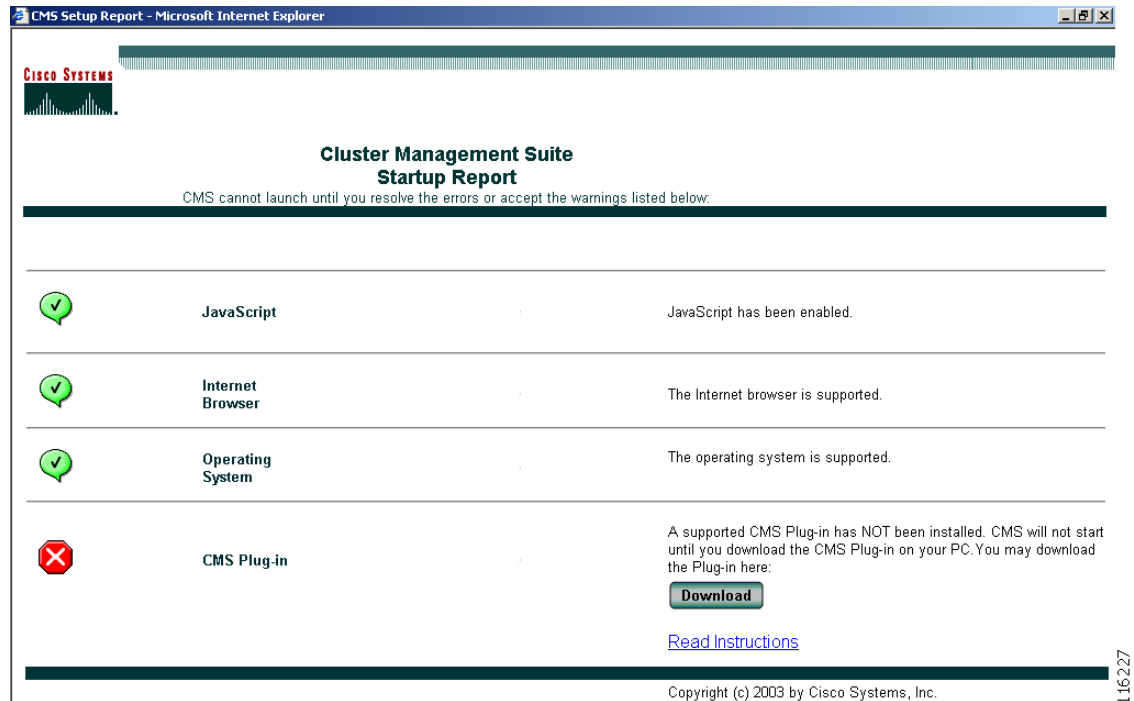 CMS Setup Report - Microsoft Internet Explorer
CISCO SYSTEMS
Cluster Management Suite
Startup Report
CMS cannot launch until you resolve the errors or accept the warnings listed below:
JavaScript
JavaScript has been enabled.
Internet
Browser
The Internet browser is supported.
Operating
System
The operating system is supported.
CMS Plug-in
A supported CMS Plug-in has NOT been installed. CMS will not start
until you download the CMS Plug-in on your PC.You may download
the Plug-in here:
Download
Read Instructions
Copyright (c) 2003 by Cisco Systems, Inc.
116227